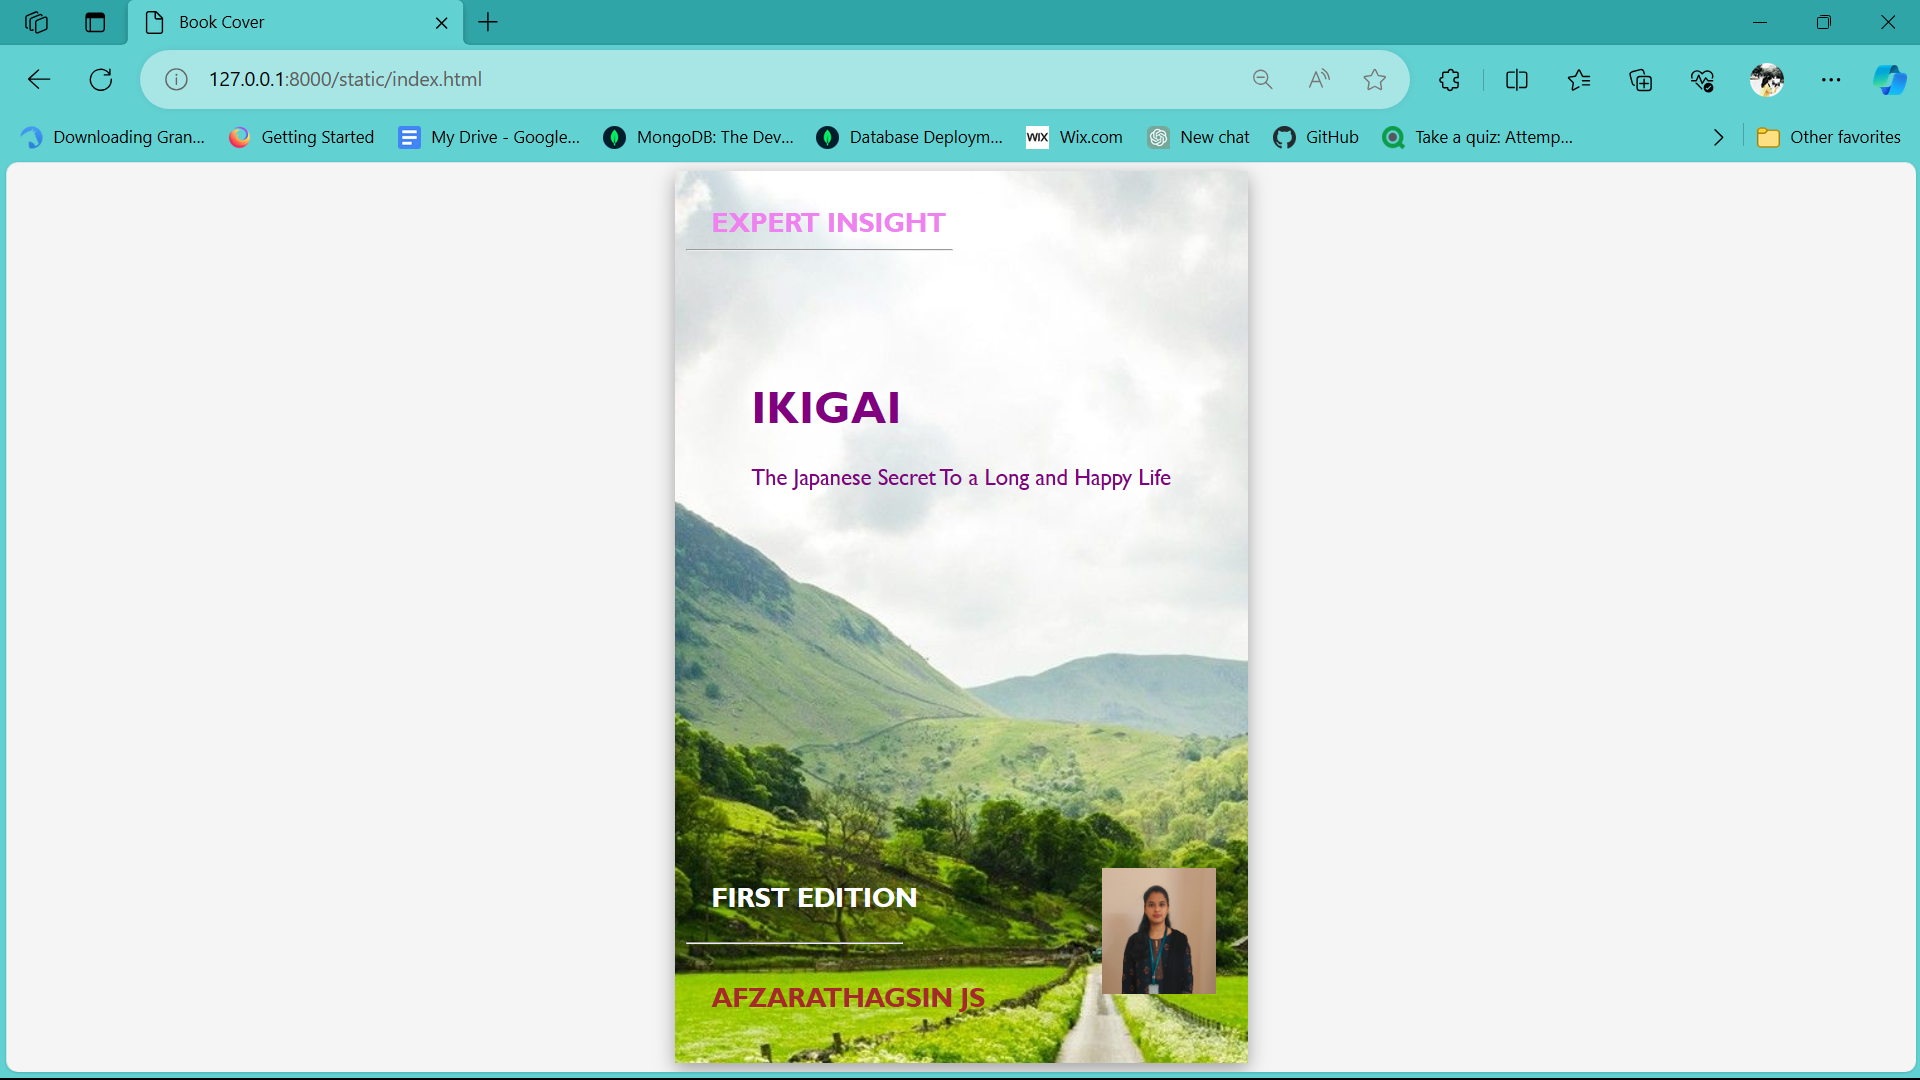 Book Cover
127.0.0.1:8000/static/index.html
Downloading Gran...
Getting Started
My Drive - Google...
MongoDB: The Dev...
Database Deploym...
WIX
Wix.com
New chat
GitHub
Take a quiz: Attemp...
Other favorites
EXPERT INSIGHT
IKIGAI
The Japanese Secret To a Long and Happy Life
FIRST EDITION
AFZARATHAGSIN JS